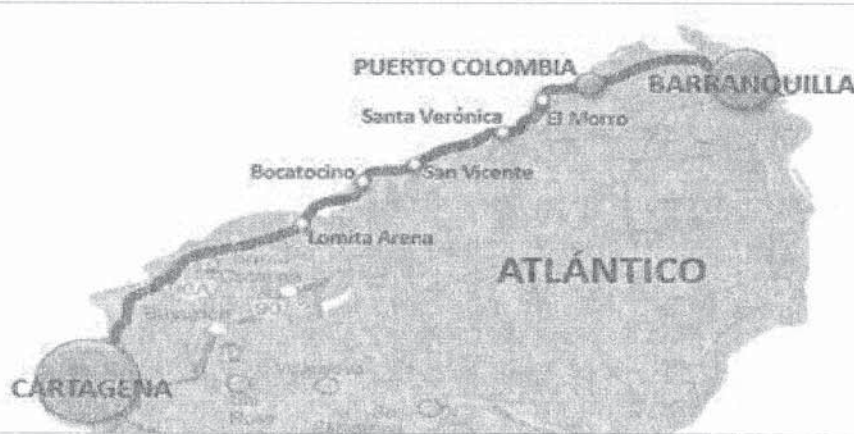 PUERTO COLOMBIA
BARRANQUILLA
Santa Verónica
El Morro
Bocatocino
San Vicente
Lomita Arena
ATLÁNTICO
CARTAGENA